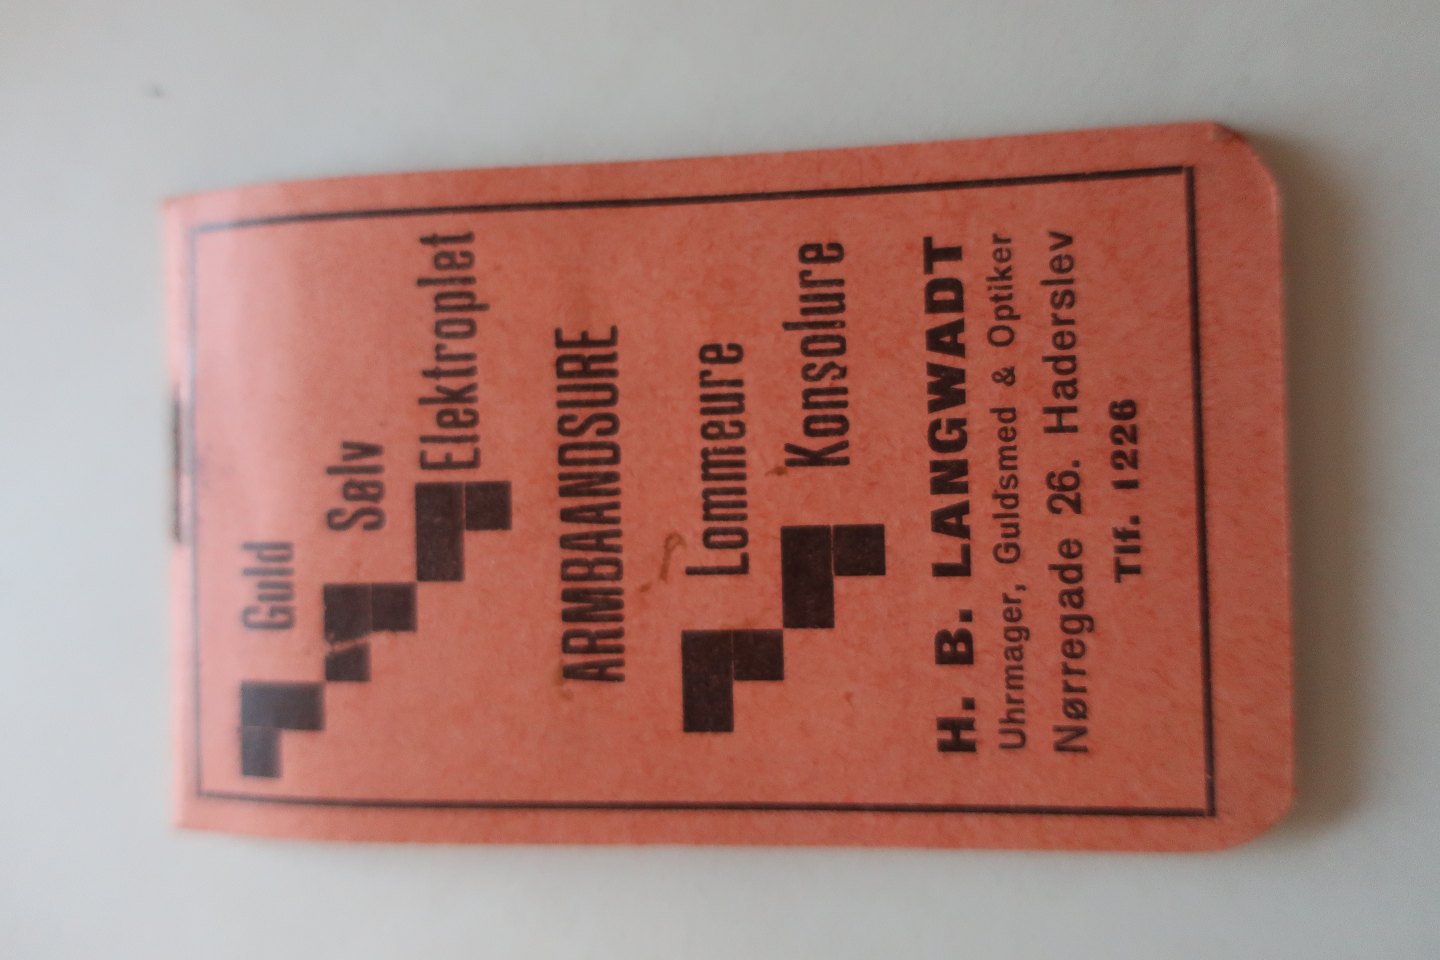 Guld
Sølv
Elektroplet
ARMBAANDSURE
Lommeure
Konsolure
H. B. LANGWADT
Uhrmager, Guldsmed & Optiker
Nørregade 26. Haderslev
Tlf. 1226